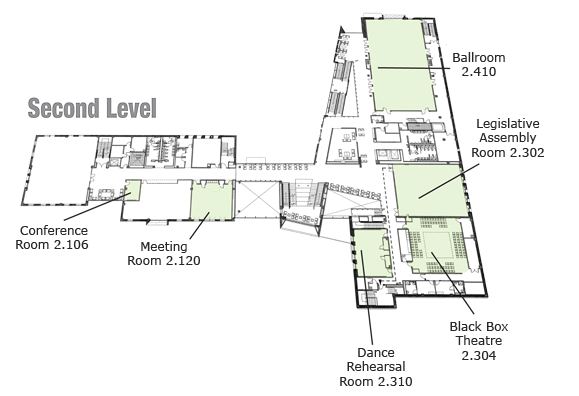 Second Level
Ballroom
2.410
Legislative
Assembly
Room 2.302
Conference
Room 2.106
Meeting
Room 2.120
Black Box
Theatre
2.304
Dance
Rehearsal
Room 2.310